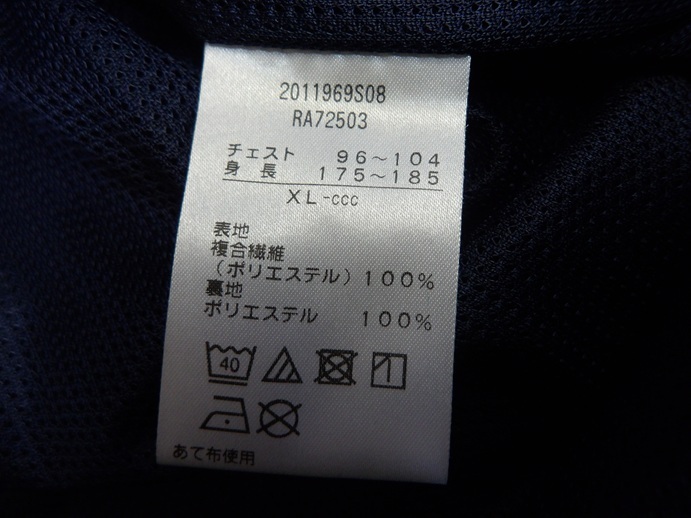 2011969S08
RA72503
チェスト 96～104
身長 175～185
XL-ccc
表地
複合繊維
（ポリエステル）100%
裏地
ポリエステル 100%
40
あて布使用